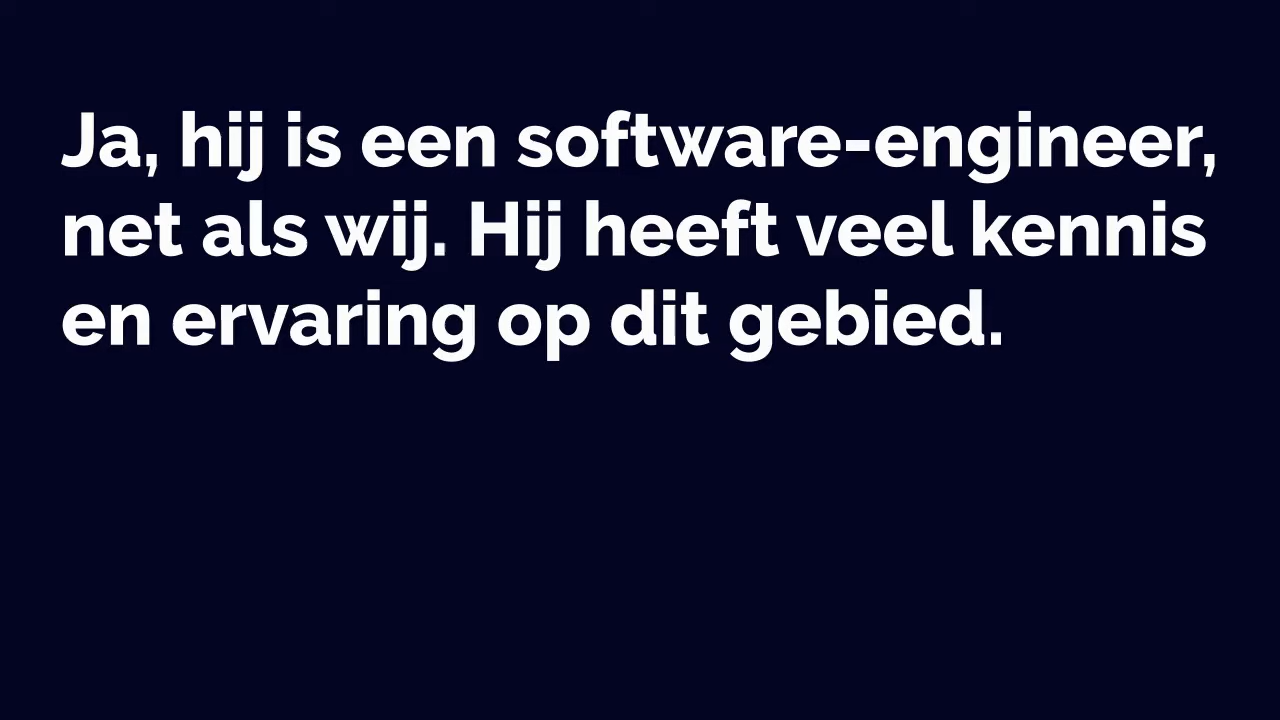 Ja, hij is een software-engineer,
net als wij. Hij heeft veel kennis
en ervaring op dit gebied.